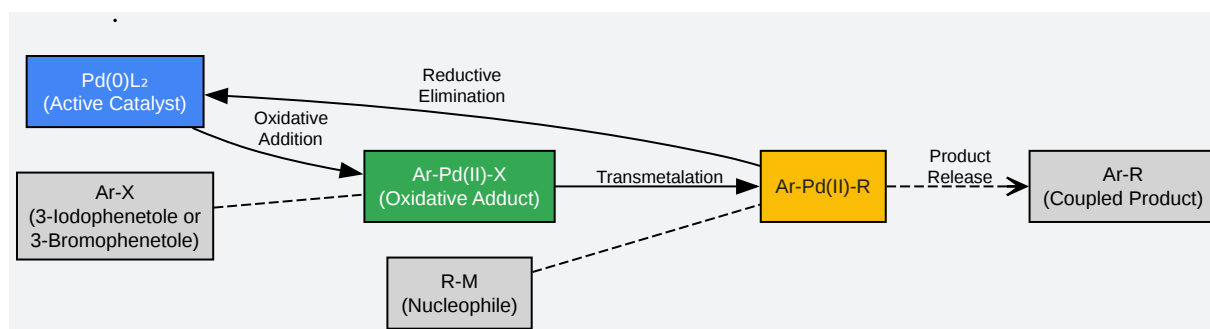 Pd(0)L₂
(Active Catalyst)
Reductive
Elimination
Oxidative
Addition
Ar-X
(3-Iodophenetole or
3-Bromophenetole)
Ar-Pd(II)-X
(Oxidative Adduct)
Transmetalation
Ar-Pd(II)-R
Product
Release
Ar-R
(Coupled Product)
R-M
(Nucleophile)